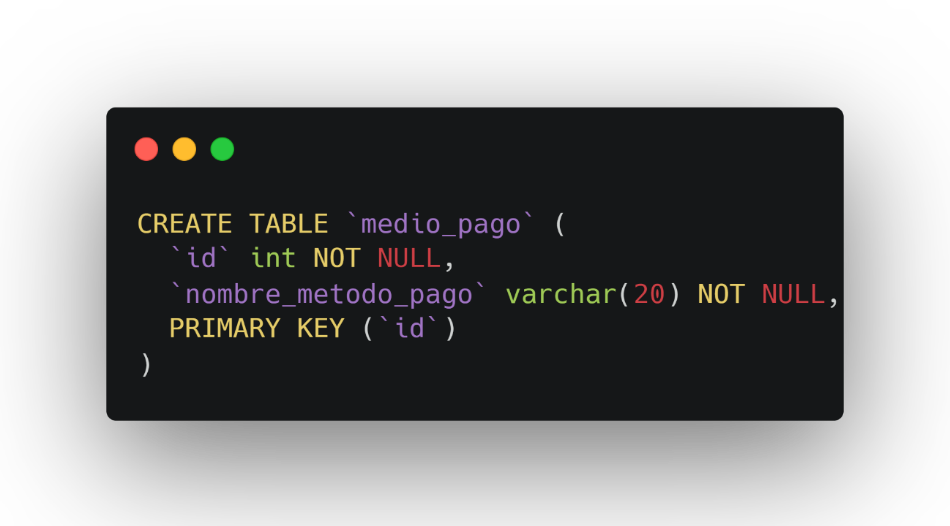 CREATE TABLE `medio_pago` (
  `id` int NOT NULL,
  `nombre_metodo_pago` varchar(20) NOT NULL,
  PRIMARY KEY (`id`)
)